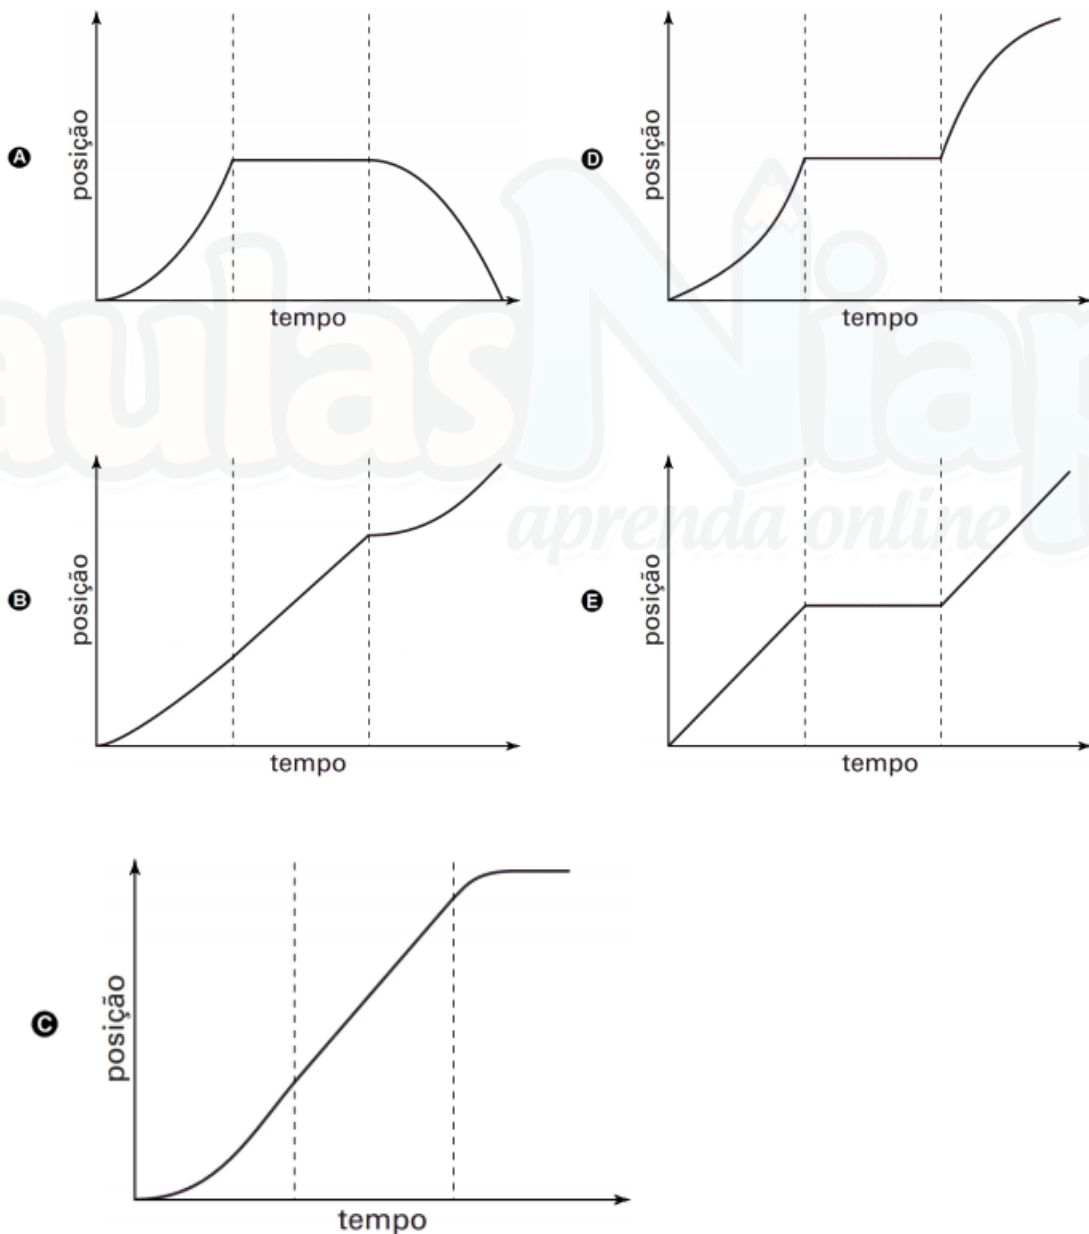 A
posição
tempo
D
posição
tempo
aulasNiap
aprenda online
B
posição
tempo
E
posição
tempo
C
posição
tempo